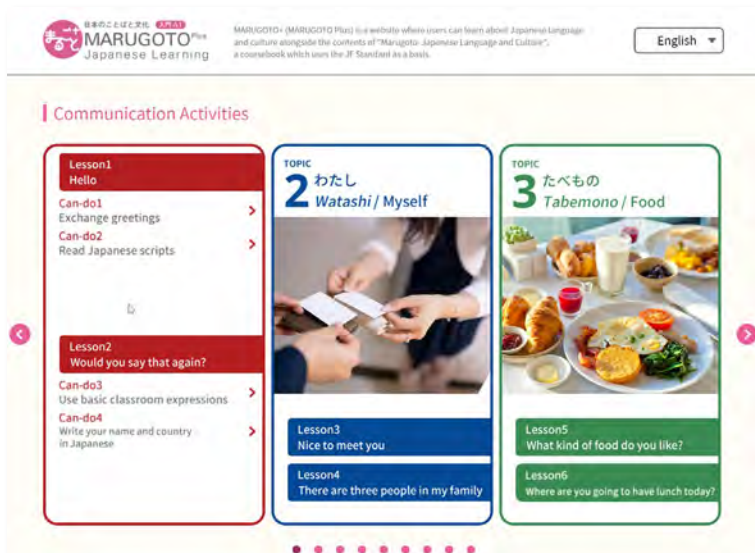 日本のことばと文化 入門 A1
まるごと
MARUGOTO Plus
Japanese Learning
MARUGOTO+ (MARUGOTO Plus) is a website where users can learn about Japanese language
and culture alongside the contents of "Marugoto: Japanese Language and Culture",
a coursebook which uses the JF Standard as a basis.
English
Communication Activities
Lesson1
Hello
Can-do1
Exchange greetings
Can-do2
Read Japanese scripts
Lesson2
Would you say that again?
Can-do3
Use basic classroom expressions
Can-do4
Write your name and country
in Japanese
TOPIC
2 わたし
Watashi / Myself
Lesson3
Nice to meet you
Lesson4
There are three people in my family
TOPIC
3 たべもの
Tabemono / Food
Lesson5
What kind of food do you like?
Lesson6
Where are you going to have lunch today?